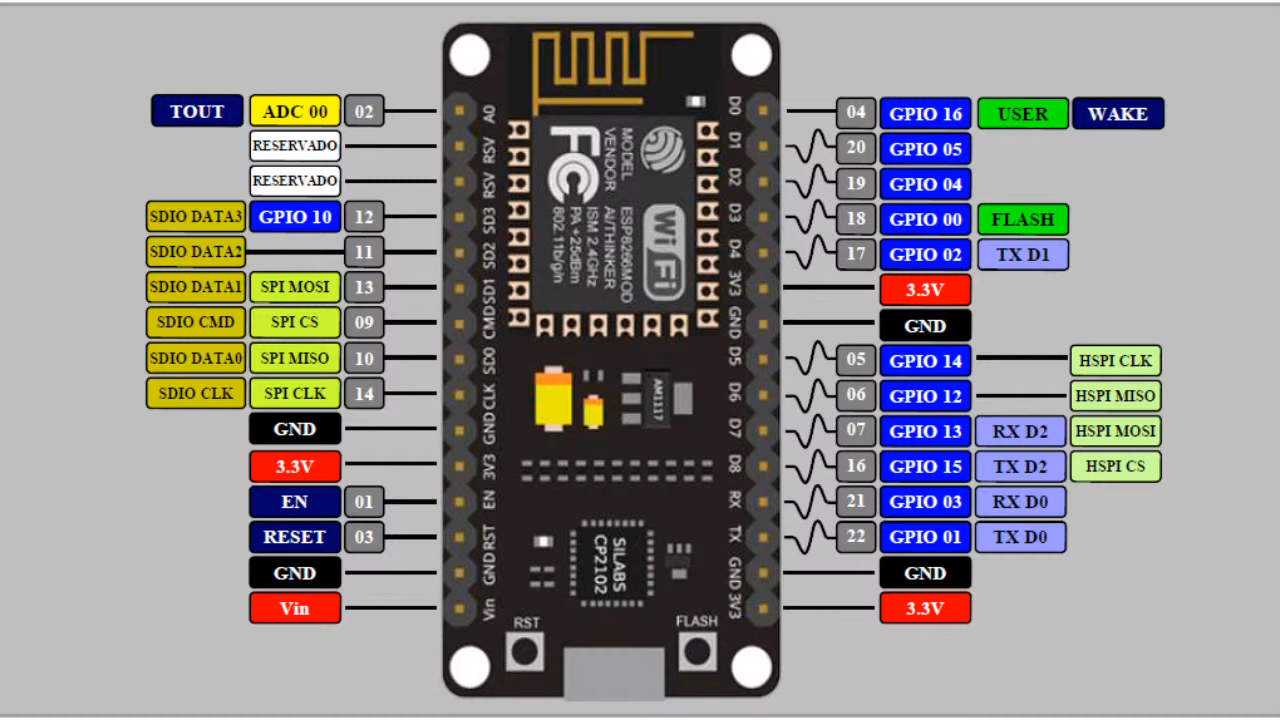 TOUT ADC 00 02
RESERVADO
RESERVADO
SDIO DATA3 GPIO 10 12
SDIO DATA2 11
SDIO DATA1 SPI MOSI 13
SDIO CMD SPI CS 09
SDIO DATA0 SPI MISO 10
SDIO CLK SPI CLK 14
GND
3.3V
EN 01
RESET 03
GND
Vin
A0
RSV
RSV
SD3
SD2
SD1
CMD
SD0
CLK
GND
3V3
EN
RST
GND
Vin
FCC
MODEL
VENDOR
ESP8266MOD
AI/THINKER
ISM 2.4GHz
PA +25dBm
802.11b/g/n
Wi Fi
AM1117
SILABS
CP2102
RST
FLASH
D0
D1
D2
D3
D4
3V3
GND
D5
D6
D7
D8
RX
TX
GND
3V3
04 GPIO 16 USER WAKE
20 GPIO 05
19 GPIO 04
18 GPIO 00 FLASH
17 GPIO 02 TX D1
3.3V
GND
05 GPIO 14 HSPI CLK
06 GPIO 12 HSPI MISO
07 GPIO 13 RX D2 HSPI MOSI
16 GPIO 15 TX D2 HSPI CS
21 GPIO 03 RX D0
22 GPIO 01 TX D0
GND
3.3V